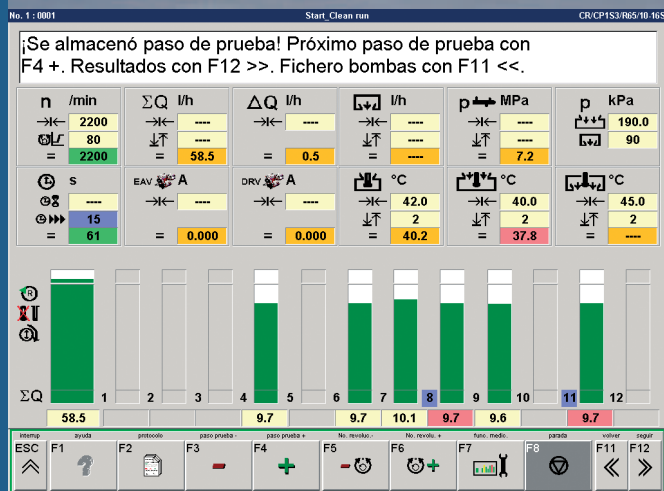 No. 1 : 0001 Start_Clean run CR/CP1S3/R65/10-16S
¡Se almacenó paso de prueba! Próximo paso de prueba con
F4 +. Resultados con F12 >>. Fichero bombas con F11 <<.
n /min ΣQ l/h ΔQ l/h l/h p MPa p kPa
2200 ---- ---- ---- ---- 190.0
80 ---- ---- ---- 90
= 2200 = 58.5 = 0.5 = ---- = 7.2
s EAV A DRV A °C °C °C
---- ---- ---- 42.0 40.0 45.0
15 2 2 2
= 61 = 0.000 = 0.000 = 40.2 = 37.8 = ----
R
I
ΣQ 1 2 3 4 5 6 7 8 9 10 11 12
58.5 9.7 9.7 10.1 9.7 9.6 9.7
interrup ayuda protocolo paso prueba - paso prueba + No. revoluc.- No. revolu. + func. medic. parada volver seguir
ESC F1 F2 F3 F4 F5 F6 F7 F8 F11 F12